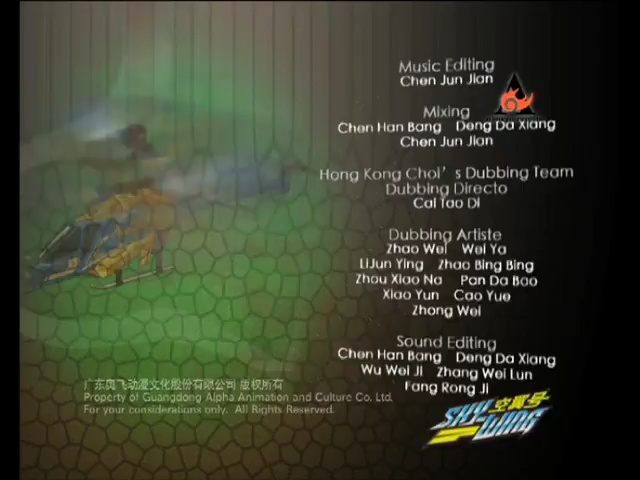 Music Editing
Chen Jun Jian
Mixing
Chen Han Bang Deng Da Xiang
Chen Jun Jian
Hong Kong Choi's Dubbing Team
Dubbing Directo
Cai Tao Di
Dubbing Artiste
Zhao Wei Wei Ya
LiJun Ying Zhao Bing Bing
Zhou Xiao Na Pan Da Bao
Xiao Yun Cao Yue
Zhong Wei
Sound Editing
Chen Han Bang Deng Da Xiang
Wu Wei Ji Zhang Wei Lun
Fang Rong Ji
广东奥飞动漫文化股份有限公司 版权所有
Property of Guangdong Alpha Animation and Culture Co. Ltd.
For your considerations only. All Rights Reserved.
空翼号
SKY-WING